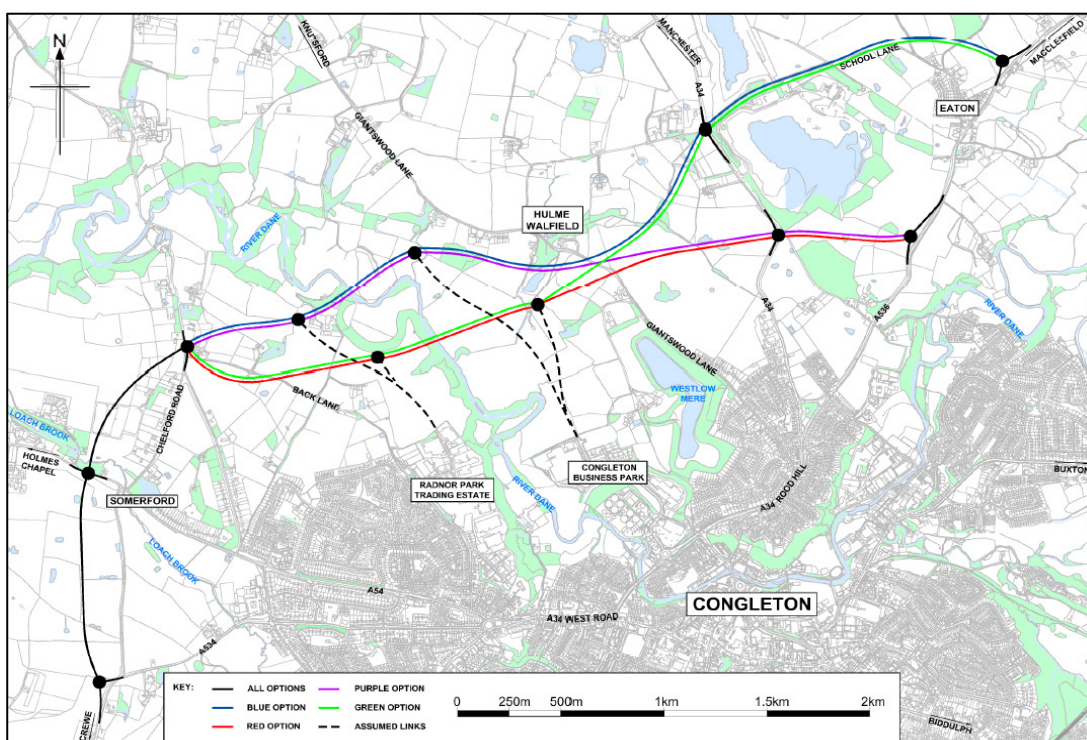 N
KNUTSFORD
MANCHESTER
MACCLESFIELD
SCHOOL LANE
A34
EATON
GIANTSWOOD LANE
HULME
WALFIELD
RIVER DANE
RIVER DANE
A34
A536
GIANTSWOOD LANE
BACK LANE
WESTLOW
MERE
CHELFORD ROAD
LOACH BROOK
HOLMES
CHAPEL
SOMERFORD
RADNOR PARK
TRADING ESTATE
CONGLETON
BUSINESS PARK
RIVER DANE
A34 ROOD HILL
BUXTON
LOACH BROOK
A54
A34 WEST ROAD
CONGLETON
A534
CREWE
BIDDULPH
KEY:
ALL OPTIONS
PURPLE OPTION
BLUE OPTION
GREEN OPTION
RED OPTION
ASSUMED LINKS
0 250m 500m 1km 1.5km 2km